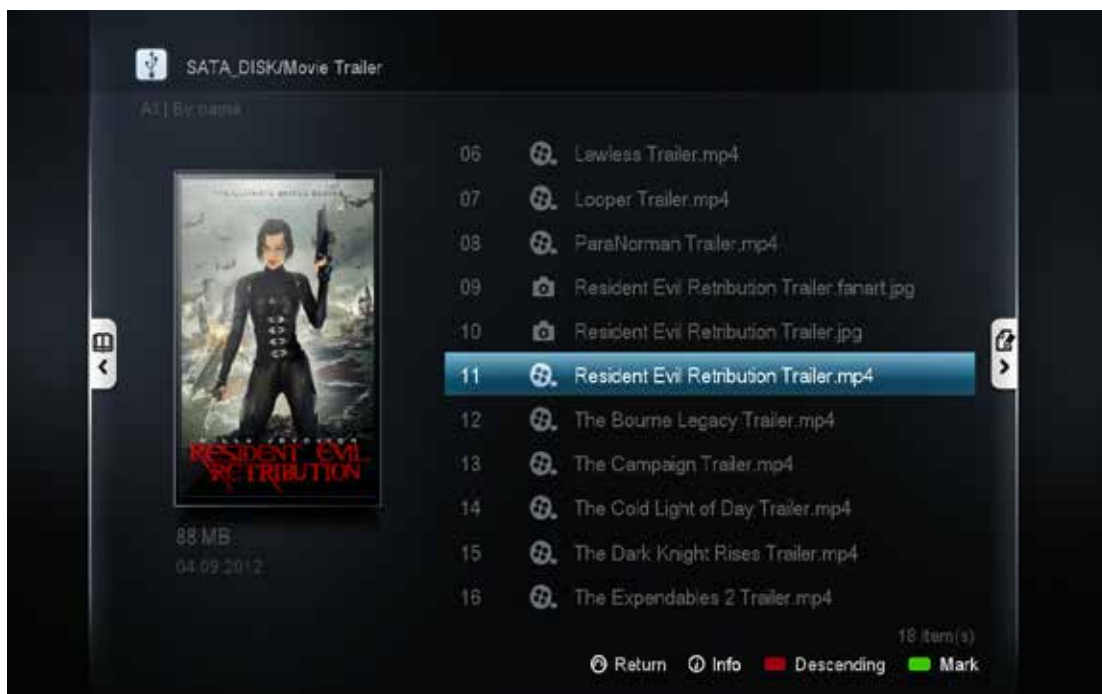 SATA_DISK/Movie Trailer
All | By name
06 Lawless Trailer.mp4
07 Looper Trailer.mp4
08 ParaNorman Trailer.mp4
09 Resident Evil Retribution Trailer.fanart.jpg
10 Resident Evil Retribution Trailer.jpg
11 Resident Evil Retribution Trailer.mp4
12 The Bourne Legacy Trailer.mp4
13 The Campaign Trailer.mp4
14 The Cold Light of Day Trailer.mp4
15 The Dark Knight Rises Trailer.mp4
16 The Expendables 2 Trailer.mp4
MILLA JOVOVICH
RESIDENT EVIL
RETRIBUTION
88 MB
04.09.2012
18 item(s)
Return Info Descending Mark